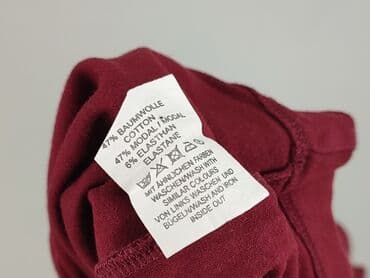 47% BAUMWOLLE
COTTON
47% MODAL / MODAL
6% ELASTHAN
ELASTANE
MIT ÄHNLICHEN FARBEN
WASCHEN/WASH WITH
SIMILAR COLOURS
VON LINKS WASCHEN UND
BÜGELN/WASH AND IRON
INSIDE OUT